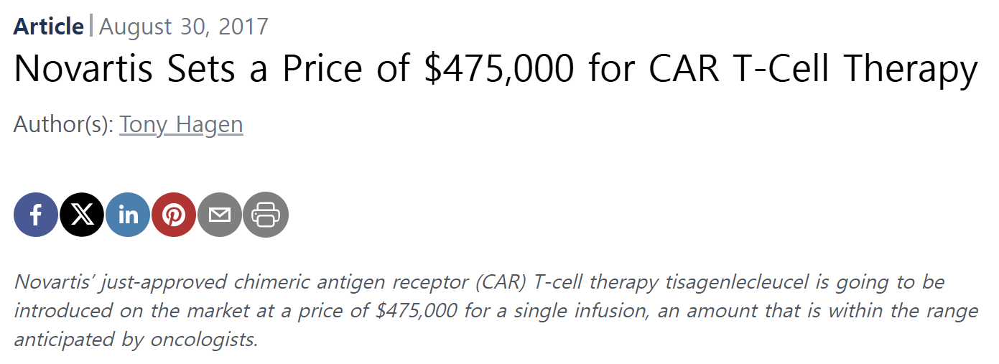 Article | August 30, 2017
Novartis Sets a Price of $475,000 for CAR T-Cell Therapy
Author(s): Tony Hagen
f X in P
Novartis’ just-approved chimeric antigen receptor (CAR) T-cell therapy tisagenlecleucel is going to be
introduced on the market at a price of $475,000 for a single infusion, an amount that is within the range
anticipated by oncologists.